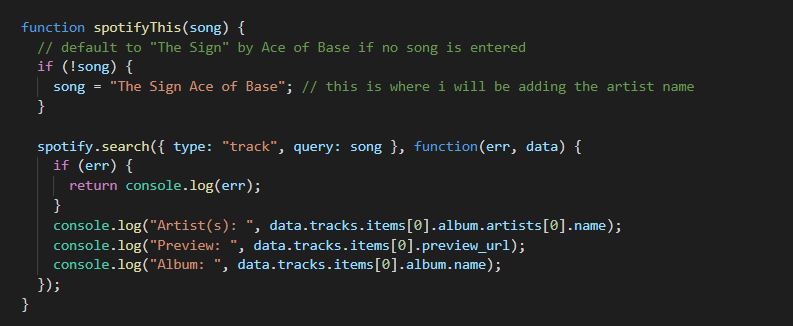 function spotifyThis(song) {
  // default to "The Sign" by Ace of Base if no song is entered
  if (!song) {
    song = "The Sign Ace of Base"; // this is where i will be adding the artist name
  }

  spotify.search({ type: "track", query: song }, function(err, data) {
    if (err) {
      return console.log(err);
    }
    console.log("Artist(s): ", data.tracks.items[0].album.artists[0].name);
    console.log("Preview: ", data.tracks.items[0].preview_url);
    console.log("Album: ", data.tracks.items[0].album.name);
  });
}